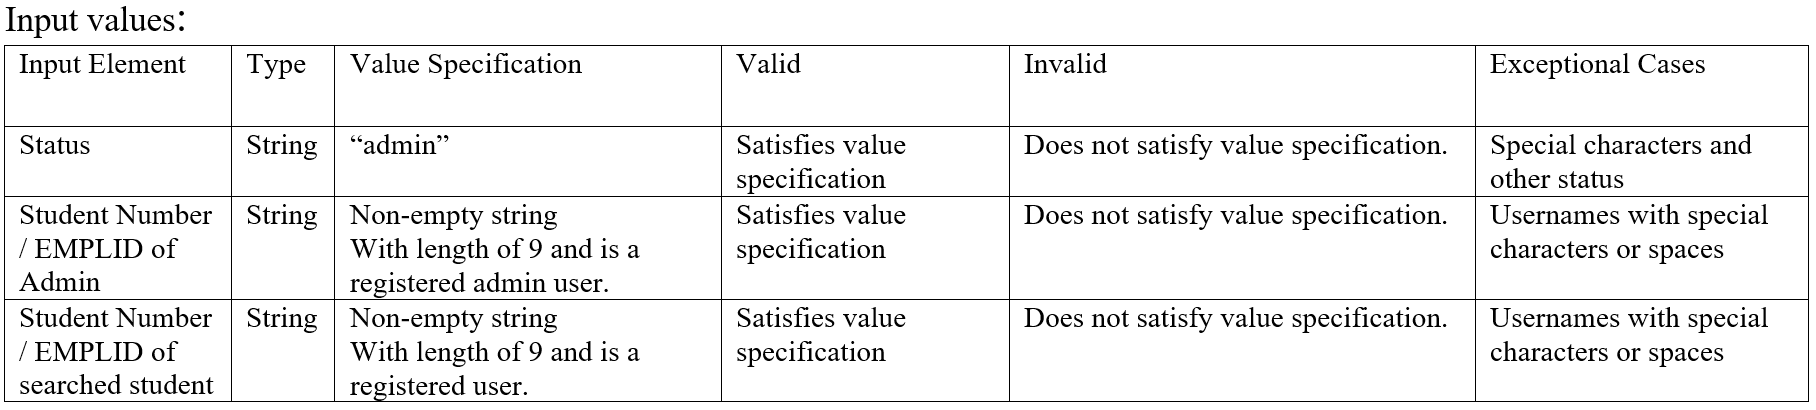 Input values:
Input Element
Type
Value Specification
Valid
Invalid
Exceptional Cases
Status
String
“admin”
Satisfies value
specification
Does not satisfy value specification.
Special characters and
other status
Student Number
/ EMPLID of
Admin
String
Non-empty string
With length of 9 and is a
registered admin user.
Satisfies value
specification
Does not satisfy value specification.
Usernames with special
characters or spaces
Student Number
/ EMPLID of
searched student
String
Non-empty string
With length of 9 and is a
registered user.
Satisfies value
specification
Does not satisfy value specification.
Usernames with special
characters or spaces